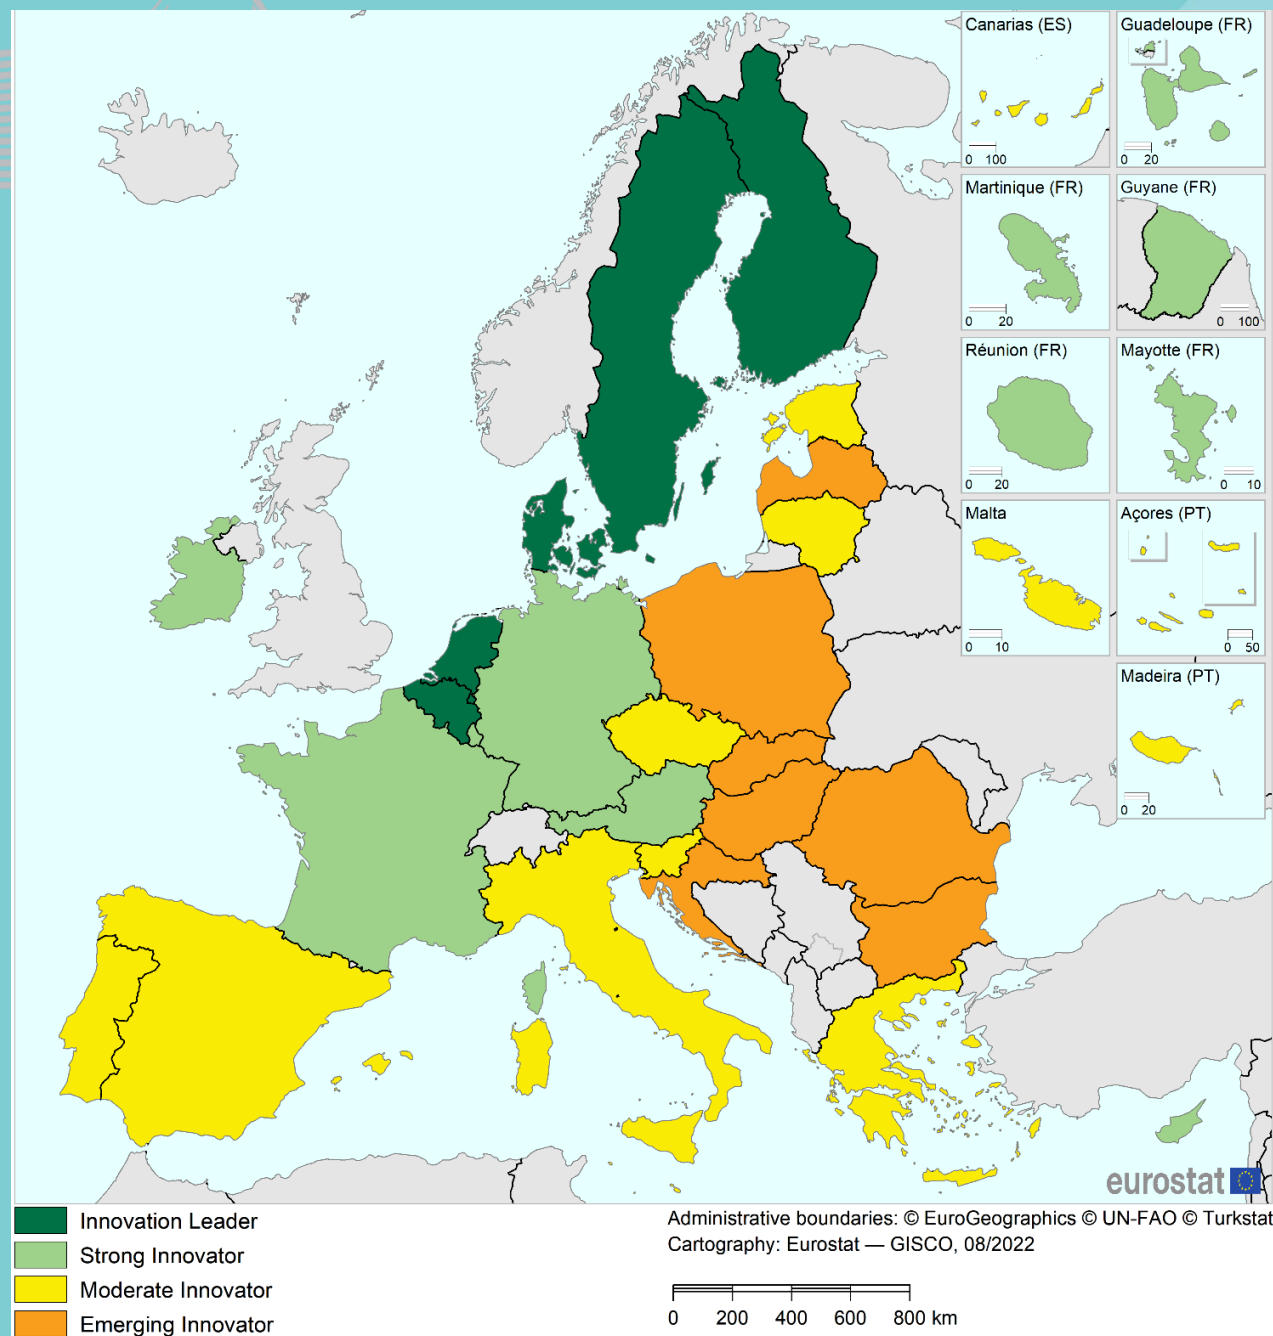 Canarias (ES)
0 100
Guadeloupe (FR)
0 20
Martinique (FR)
0 20
Guyane (FR)
0 100
Réunion (FR)
0 20
Mayotte (FR)
0 10
Malta
0 10
Açores (PT)
0 50
Madeira (PT)
0 20
eurostat
Innovation Leader
Strong Innovator
Moderate Innovator
Emerging Innovator
Administrative boundaries: © EuroGeographics © UN-FAO © Turkstat
Cartography: Eurostat — GISCO, 08/2022
0 200 400 600 800 km